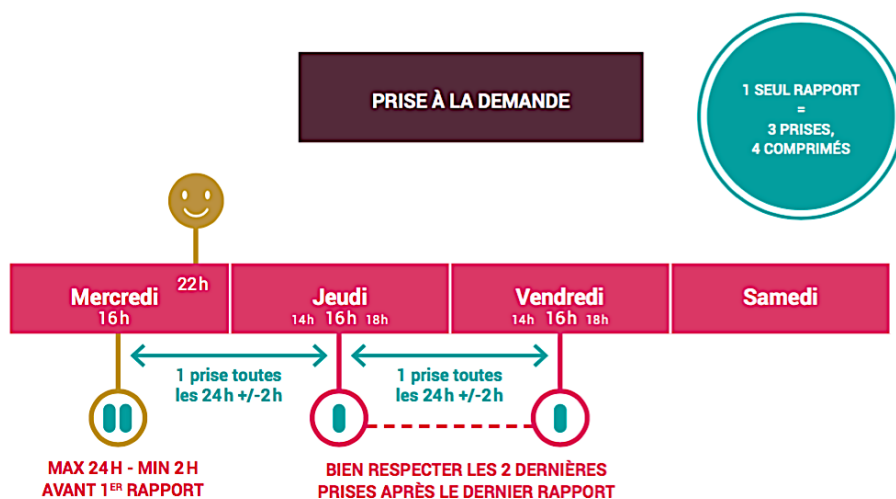 PRISE À LA DEMANDE
1 SEUL RAPPORT
=
3 PRISES,
4 COMPRIMÉS
22h
Mercredi
16h
Jeudi
14h 16h 18h
Vendredi
14h 16h 18h
Samedi
1 prise toutes
les 24h +/-2h
1 prise toutes
les 24h +/-2h
MAX 24H - MIN 2H
AVANT 1ER RAPPORT
BIEN RESPECTER LES 2 DERNIÈRES
PRISES APRÈS LE DERNIER RAPPORT